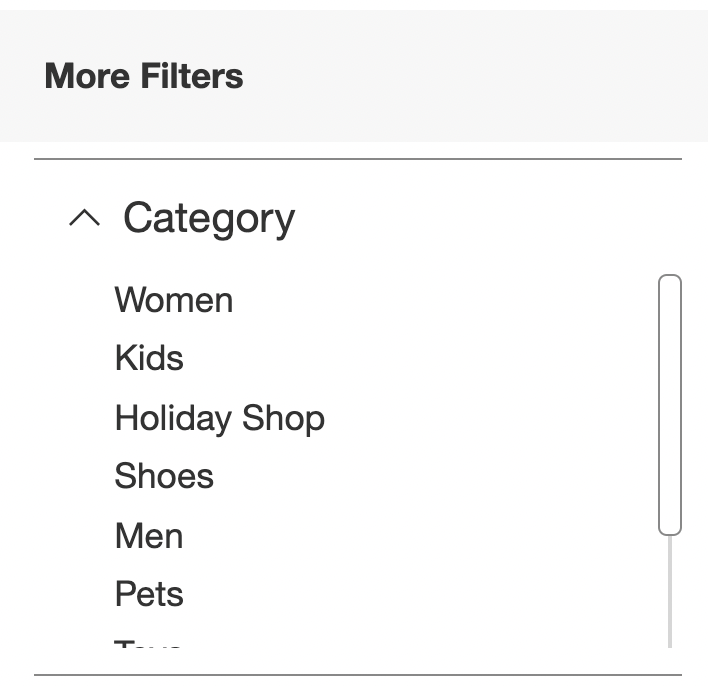 More Filters
Category
Women
Kids
Holiday Shop
Shoes
Men
Pets